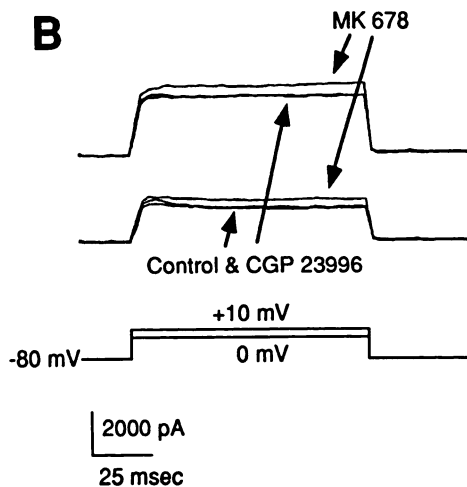 B
MK 678
Control & CGP 23996
+10 mV
-80 mV
0 mV
2000 pA
25 msec